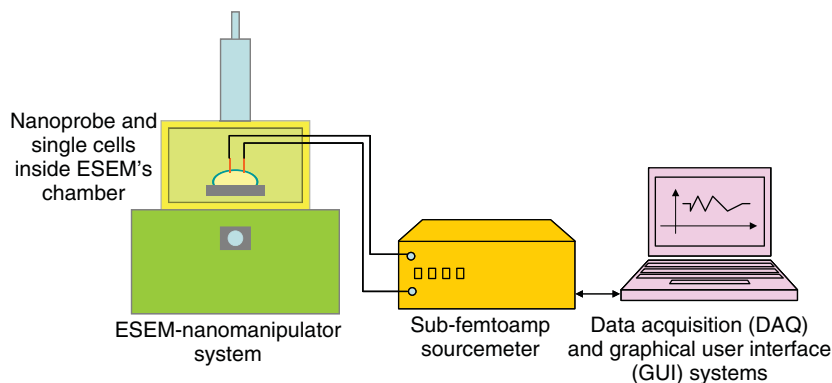 Nanoprobe and
single cells
inside ESEM's
chamber
ESEM-nanomanipulator
system
Sub-femtoamp
sourcemeter
Data acquisition (DAQ)
and graphical user interface
(GUI) systems